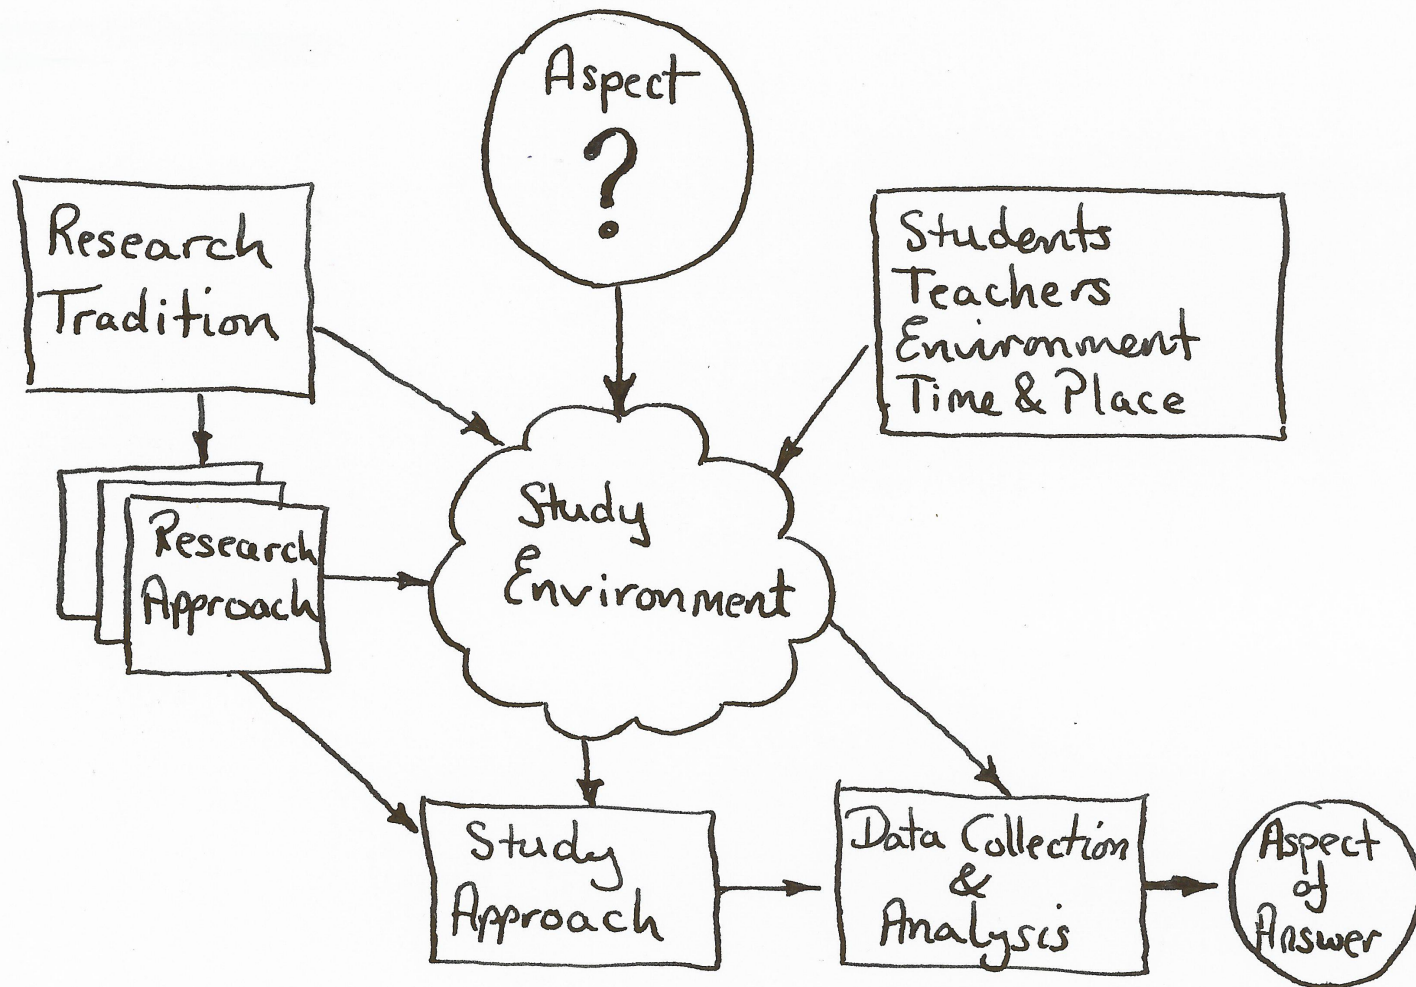 Aspect
?
Research
Tradition
Students
Teachers
Environment
Time & Place
Research
Approach
Study
Environment
Study
Approach
Data Collection
&
Analysis
Aspect
of
Answer